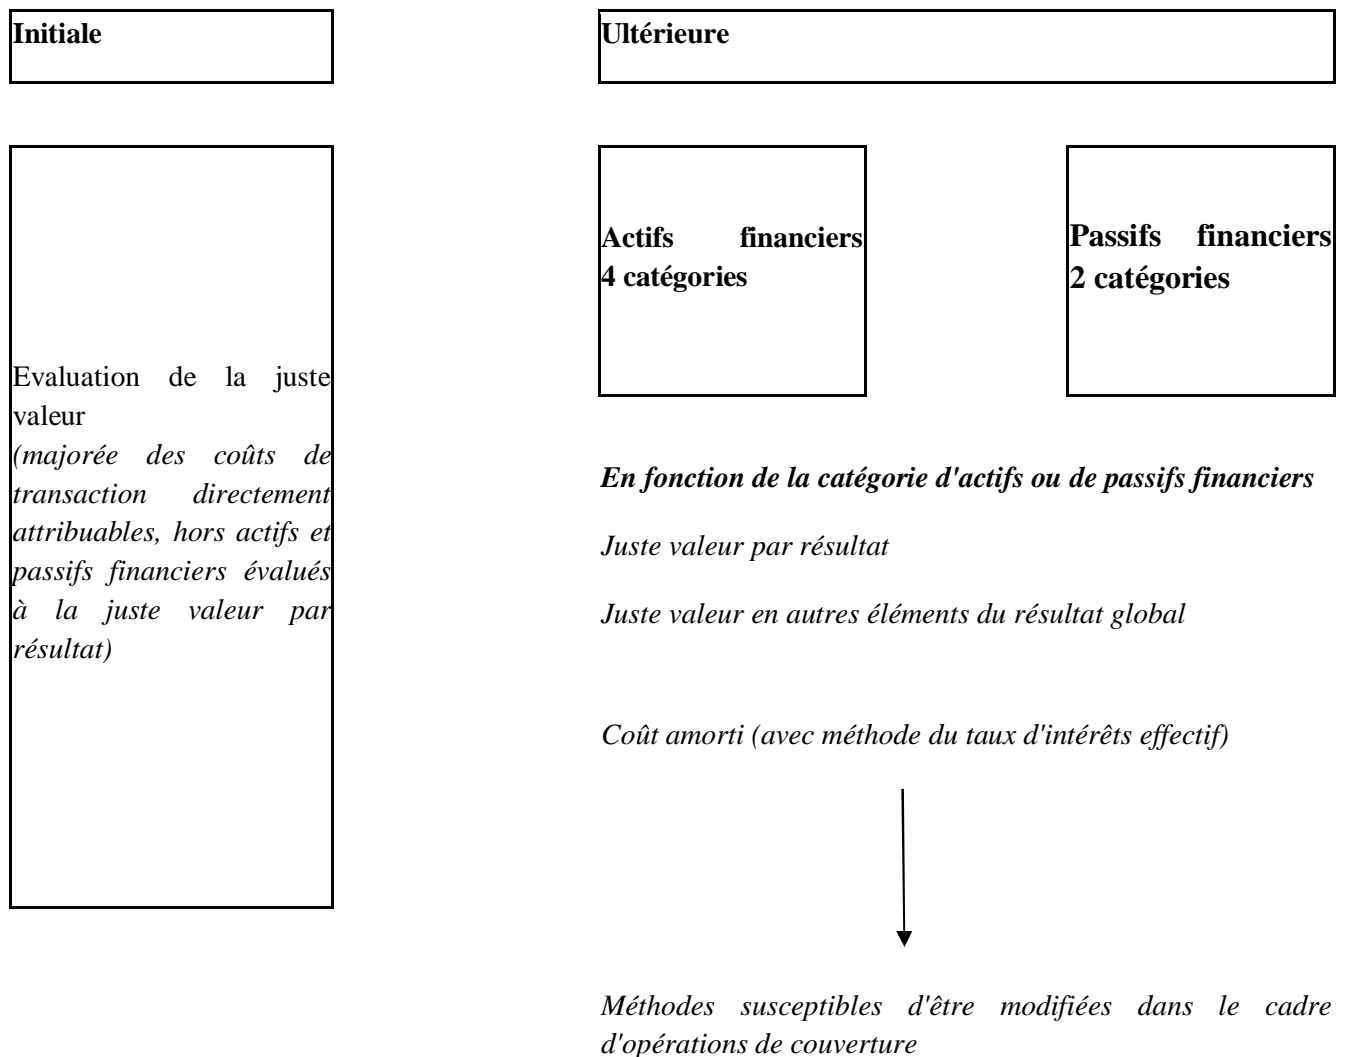 Initiale
Ultérieure
Evaluation de la juste
valeur
(majorée des coûts de
transaction directement
attribuables, hors actifs et
passifs financiers évalués
à la juste valeur par
résultat)
Actifs financiers
4 catégories
Passifs financiers
2 catégories
En fonction de la catégorie d'actifs ou de passifs financiers
Juste valeur par résultat
Juste valeur en autres éléments du résultat global
Coût amorti (avec méthode du taux d'intérêts effectif)
Méthodes susceptibles d'être modifiées dans le cadre
d'opérations de couverture